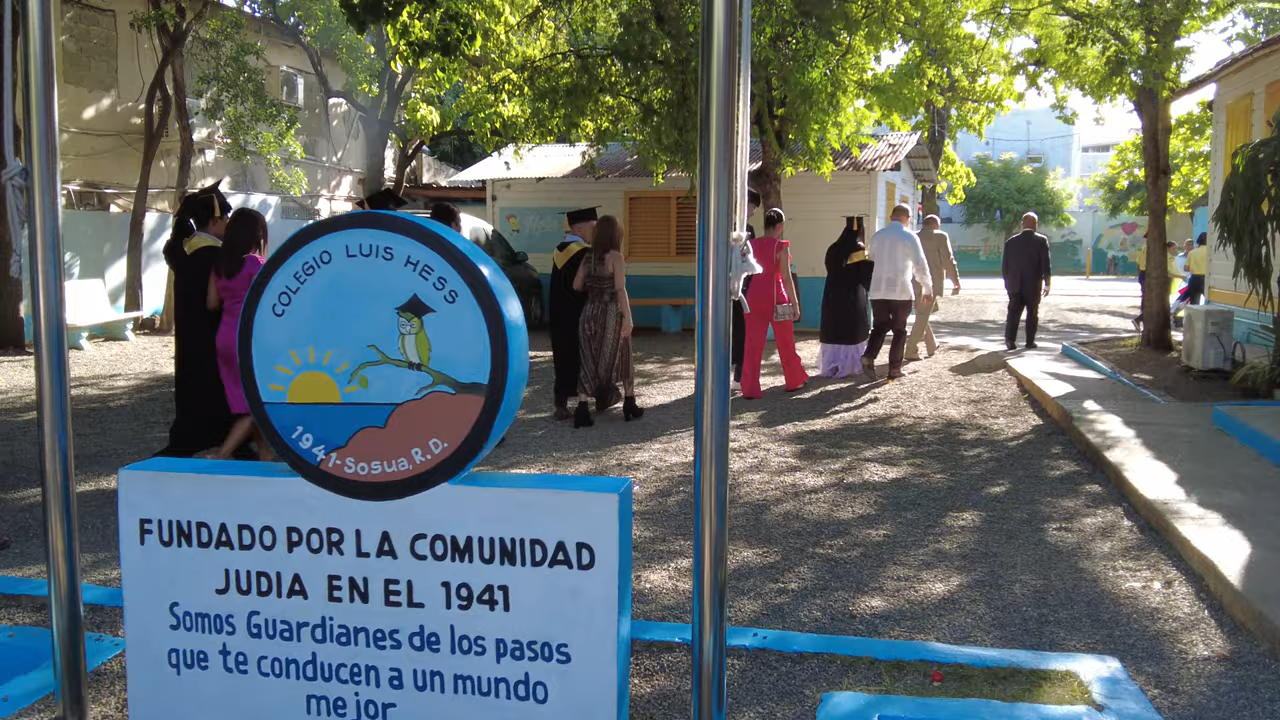 COLEGIO LUIS HESS
1941-Sosua, R.D.
FUNDADO POR LA COMUNIDAD
JUDIA EN EL 1941
Somos Guardianes de los pasos
que te conducen a un mundo
mejor